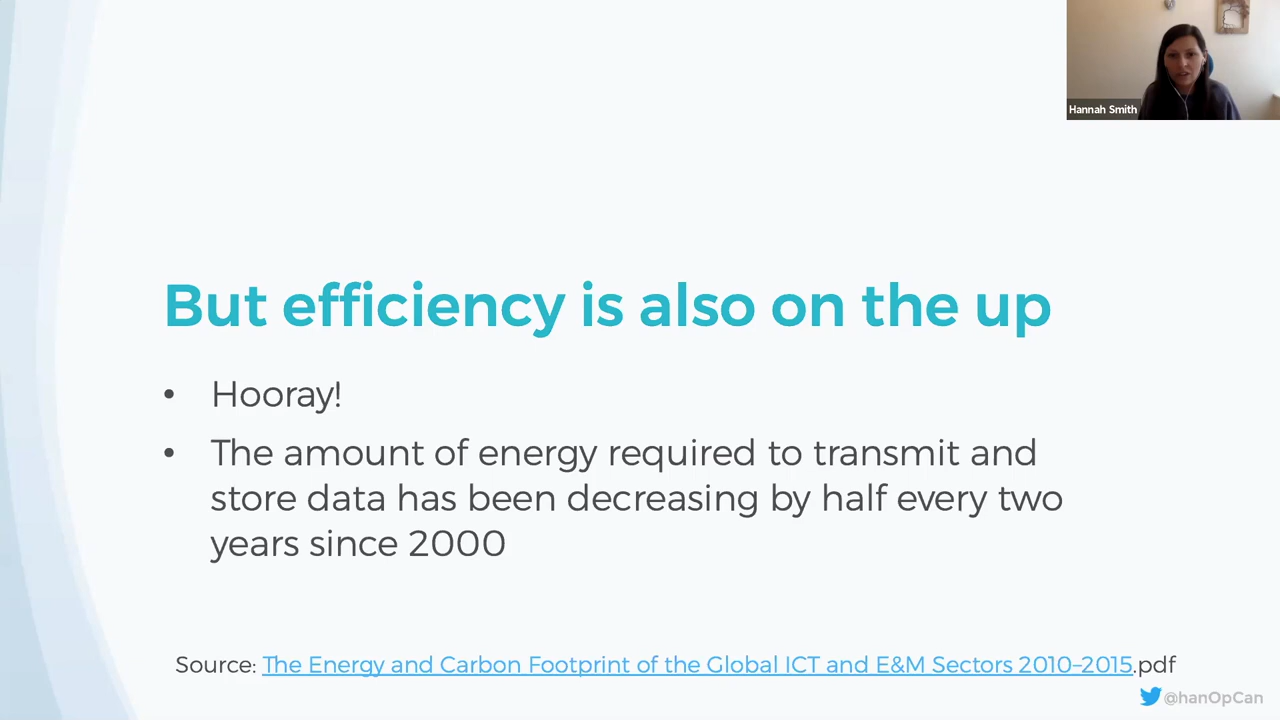 Hannah Smith
But efficiency is also on the up
• Hooray!
• The amount of energy required to transmit and
store data has been decreasing by half every two
years since 2000
Source: The Energy and Carbon Footprint of the Global ICT and E&M Sectors 2010–2015.pdf
@hanOpCan